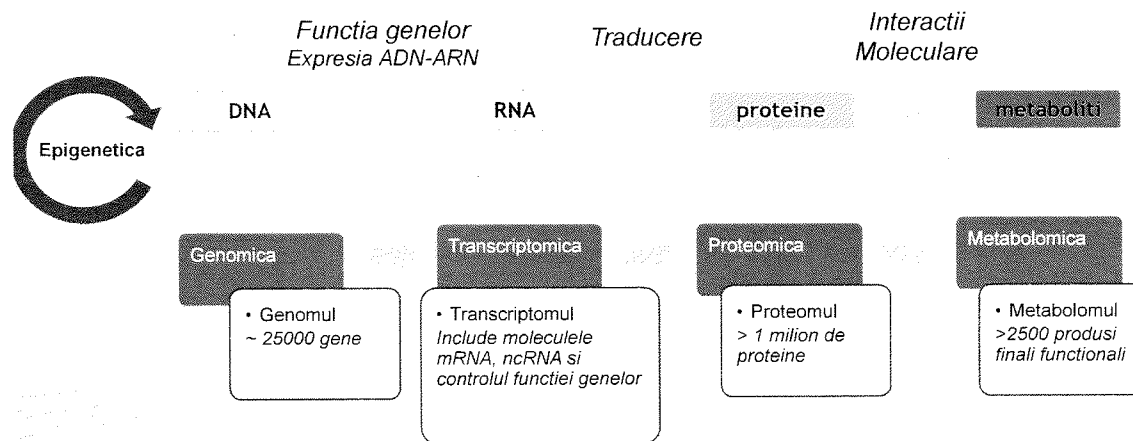 Functia genelor
Expresia ADN-ARN
Traducere
Interactii
Moleculare
DNA
RNA
proteine
metaboliti
Epigenetica
Genomica
• Genomul
~ 25000 gene
Transcriptomica
• Transcriptomul
Include moleculele
mRNA, ncRNA si
controlul functiei genelor
Proteomica
• Proteomul
> 1 milion de
proteine
Metabolomica
• Metabolomul
>2500 produsi
finali functionali